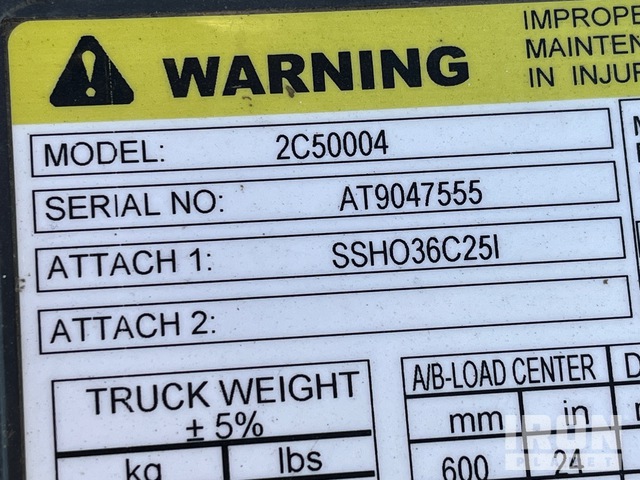 WARNING
IMPROPE
MAINTEN
IN INJUR
MODEL: 2C50004
SERIAL NO: AT9047555
ATTACH 1: SSHO36C25I
ATTACH 2:
TRUCK WEIGHT
± 5%
kg lbs
A/B-LOAD CENTER D
mm in
600 24
IRON
PLANET